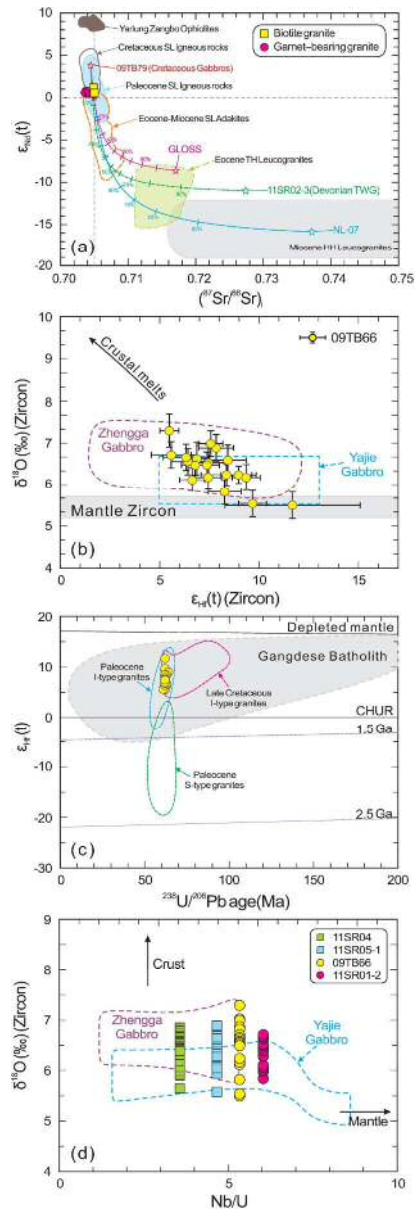 20
Yarlung Zangbo Ophiolites
Biotite granite
Garnet-bearing granite
15
Cretaceous SL Igneous rocks
10
09TB79 (Cretaceous Gabbros)
5
Paleocene SL Igneous rocks
0
Eocene-Miocene SL Adakites
-5
GLOSS
Eocene TH Leucogranites
-10
11SR02-3 (Devonian TWG)
-15
NL-07
Miocene HH Leucogranites
-20
εNd(t)
(a)
0.70 0.71 0.72 0.73 0.74 0.75
(⁸⁷Sr/⁸⁶Sr)i
10
09TB66
9
Crustal melts
8
Zhengga
Gabbro
7
Yajie
Gabbro
6
Mantle Zircon
5
4
δ¹⁸O (‰) (Zircon)
(b)
0 5 10 15
εHf(t) (Zircon)
20
Depleted mantle
Paleocene
I-type granites
Gangdese Batholith
10
Late Cretaceous
I-type granites
CHUR
0
1.5 Ga
Paleocene
S-type granites
-10
2.5 Ga
-20
-30
εHf(t)
(c)
0 50 100 150 200
²³⁸U/²⁰⁶Pb age(Ma)
9
11SR04
11SR05-1
09TB66
11SR01-2
Crust
8
Zhengga
Gabbro
Yajie
Gabbro
7
6
5
Mantle
4
δ¹⁸O (‰) (Zircon)
(d)
0 5 10
Nb/U